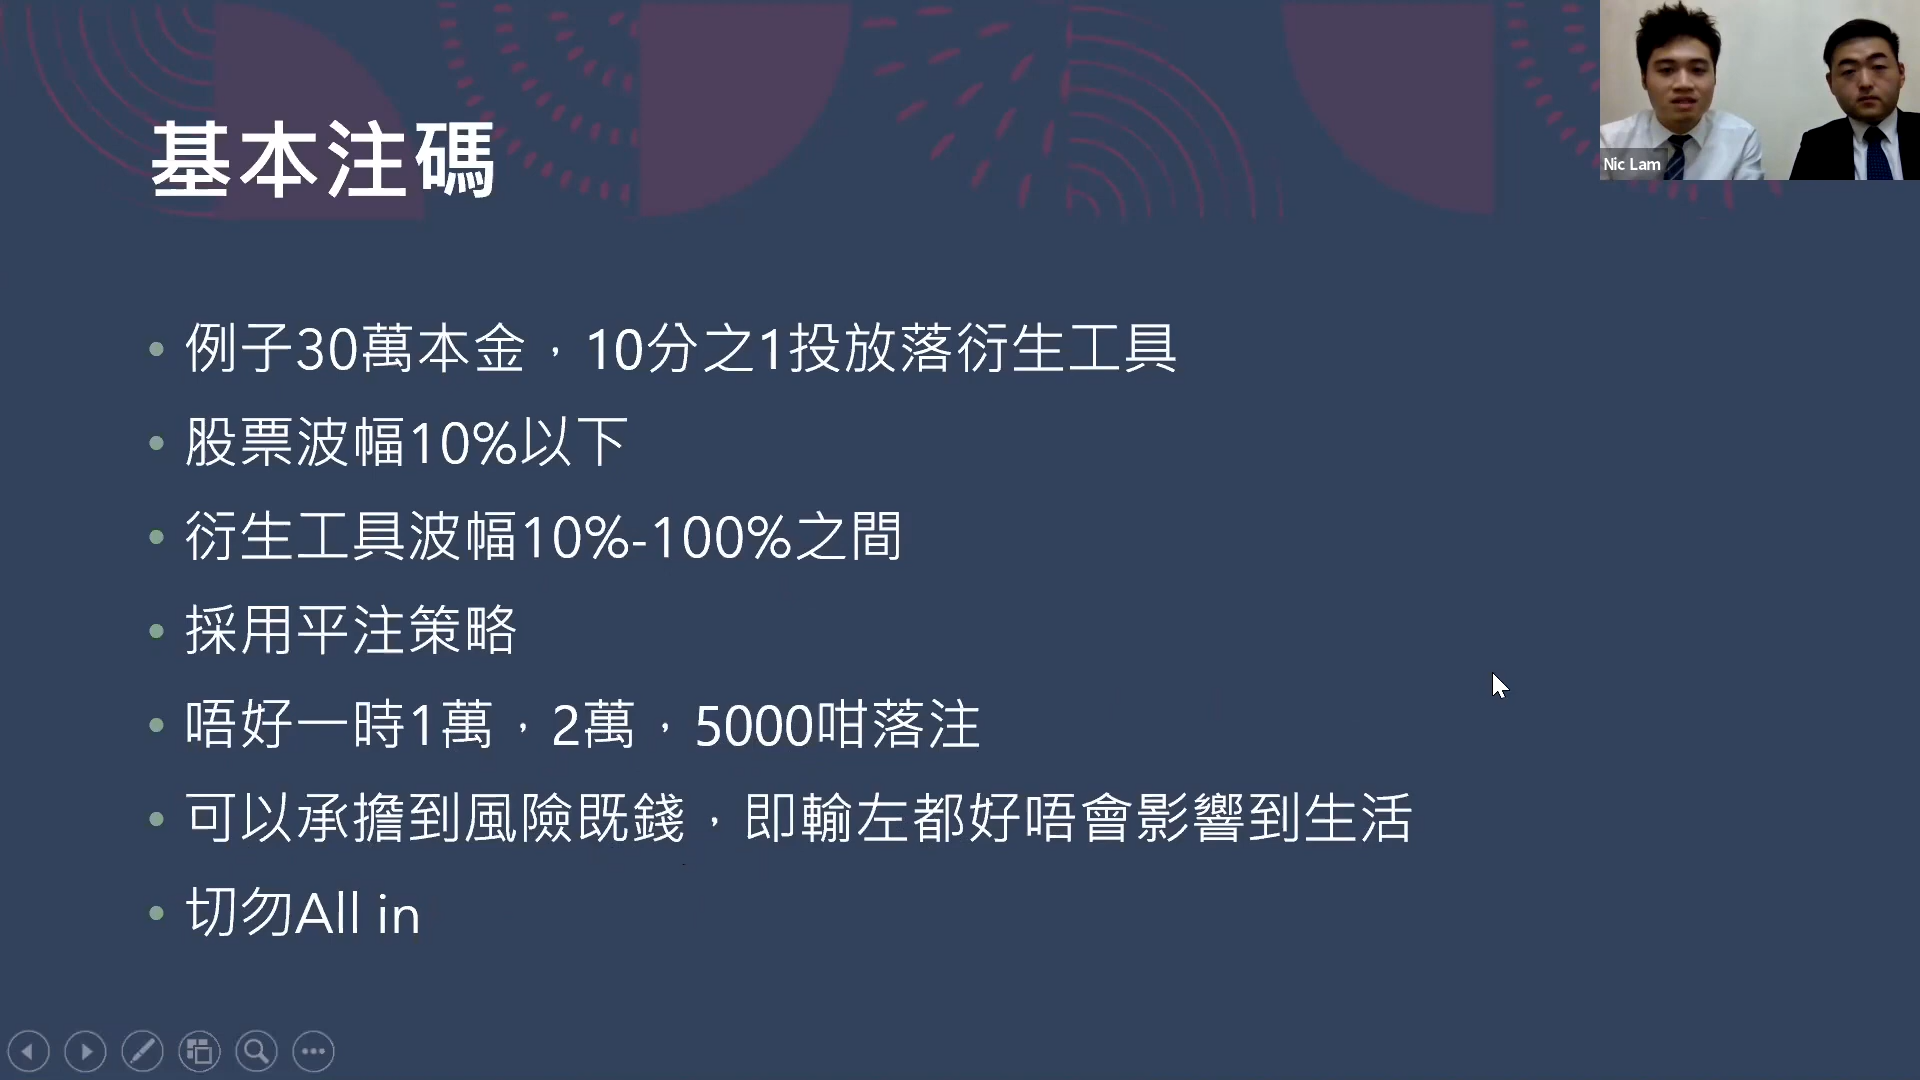 基本注碼
Nic Lam
例子30萬本金，10分之1投放落衍生工具
股票波幅10%以下
衍生工具波幅10%-100%之間
採用平注策略
唔好一時1萬，2萬，5000咁落注
可以承擔到風險既錢，即輸左都好唔會影響到生活
切勿All in